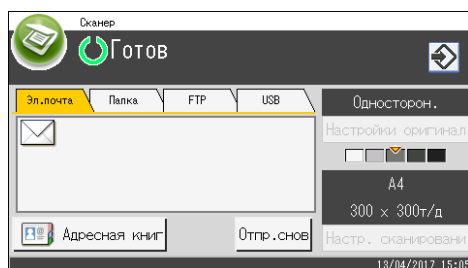 Сканер
Готов
Эл.почта Папка FTP USB
Односторон.
Настройки оригинал
A4
300 × 300т/д
Адресная книг Отпр.снов
Настр. сканировани
13/04/2017 15:05